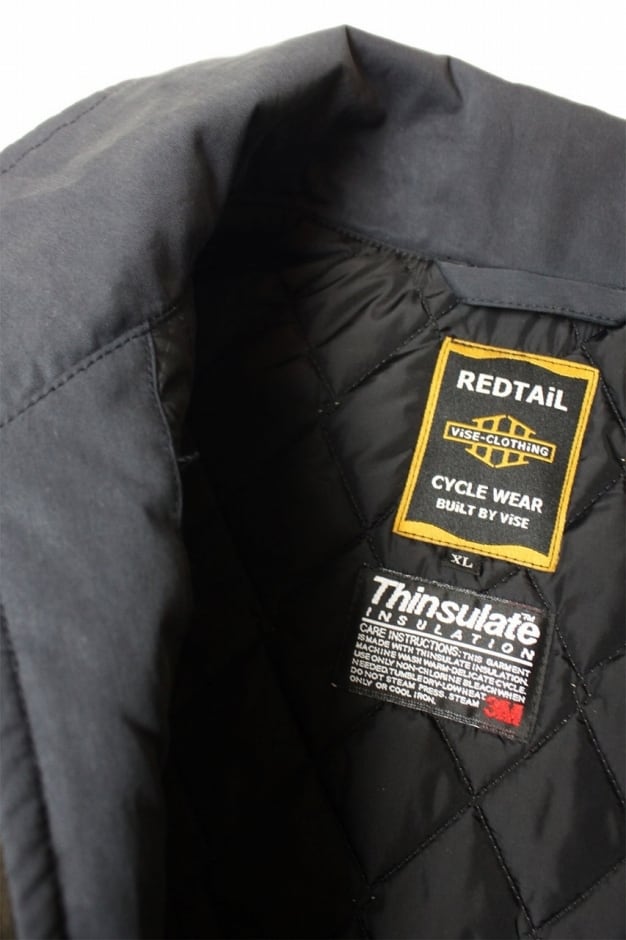 REDTAiL
ViSE-CLOTHiNG
CYCLE WEAR
BUiLT BY ViSE
XL
Thinsulate™
INSULATION
CARE INSTRUCTIONS: THIS GARMENT
IS MADE WITH THINSULATE INSULATION.
MACHINE WASH WARM-DELICATE CYCLE.
USE ONLY NON-CHLORINE BLEACH WHEN
NEEDED. TUMBLE DRY-LOW HEAT.
DO NOT STEAM PRESS. STEAM
ONLY OR COOL IRON.
3M